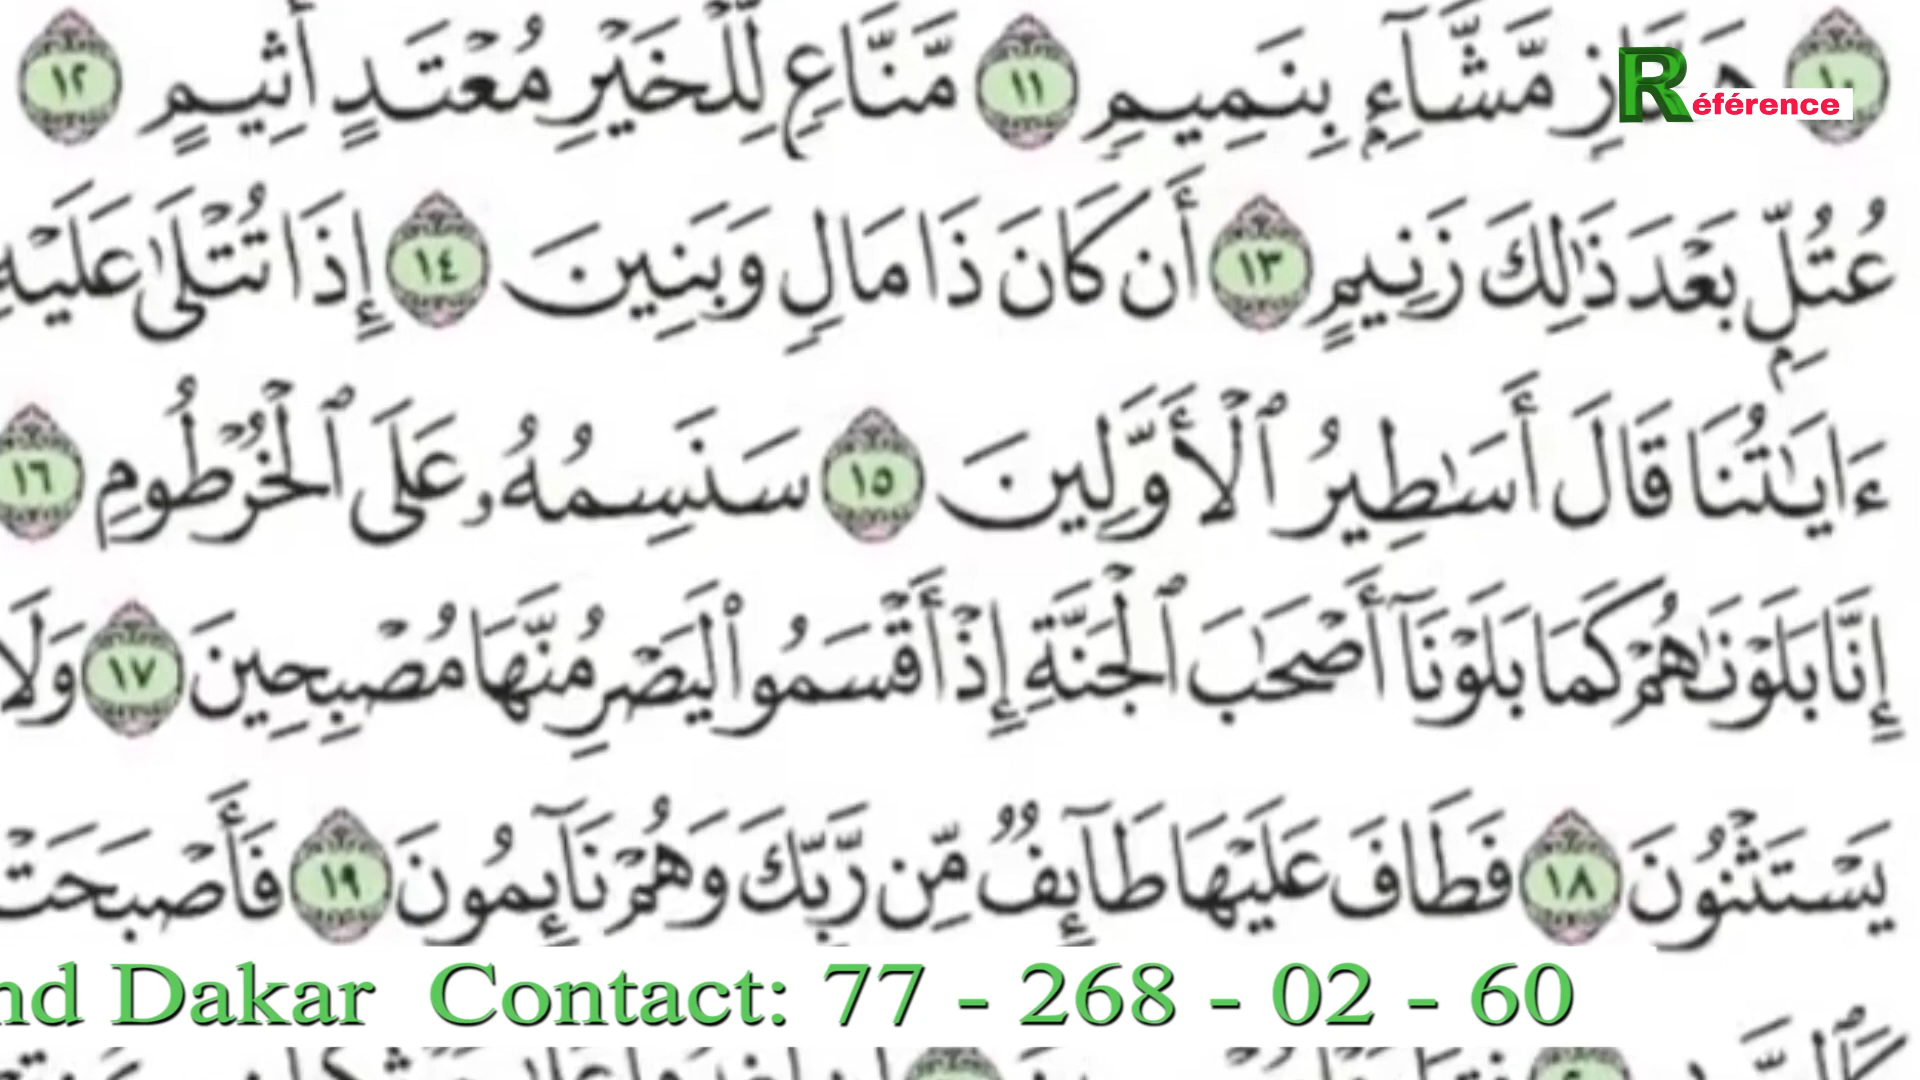 ١٠ هَمَّازٍ مَّشَّآءٍۭ بِنَمِيمٍ ١١ مَّنَّاعٍ لِّلْخَيْرِ مُعْتَدٍ أَثِيمٍ ١٢
Référence
عُتُلٍّۭ بَعْدَ ذَٰلِكَ زَنِيمٍ ١٣ أَن كَانَ ذَا مَالٍ وَبَنِينَ ١٤ إِذَا تُتْلَىٰ عَلَيْهِ
ءَايَٰتُنَا قَالَ أَسَٰطِيرُ ٱلْأَوَّلِينَ ١٥ سَنَسِمُهُۥ عَلَى ٱلْخُرْطُومِ ١٦
إِنَّا بَلَوْنَٰهُمْ كَمَا بَلَوْنَآ أَصْحَٰبَ ٱلْجَنَّةِ إِذْ أَقْسَمُوا۟ لَيَصْرِمُنَّهَا مُصْبِحِينَ ١٧ وَلَا
يَسْتَثْنُونَ ١٨ فَطَافَ عَلَيْهَا طَآئِفٌ مِّن رَّبِّكَ وَهُمْ نَآئِمُونَ ١٩ فَأَصْبَحَتْ
nd Dakar Contact: 77 - 268 - 02 - 60